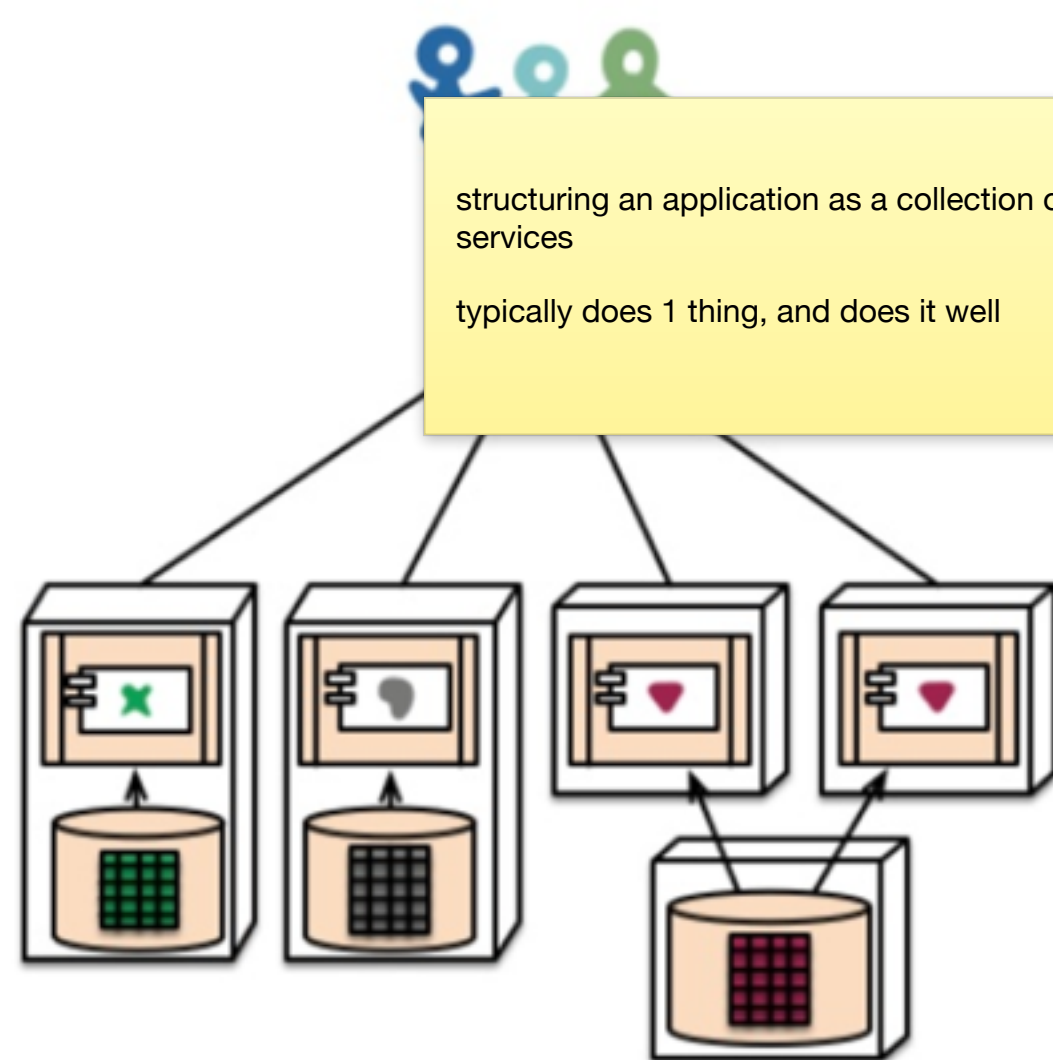 structuring an application as a collection
services
typically does 1 thing, and does it well